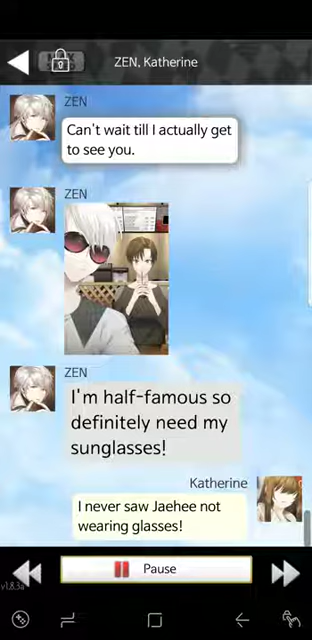 ZEN, Katherine
ZEN
Can't wait till I actually get
to see you.
ZEN
ZEN
I'm half-famous so
definitely need my
sunglasses!
Katherine
I never saw Jaehee not
wearing glasses!
Pause